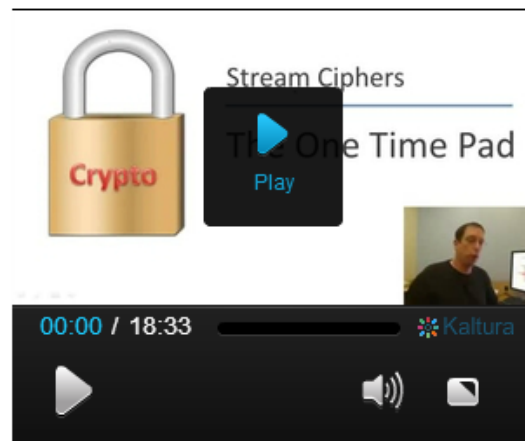 Stream Ciphers
The One Time Pad
Crypto
Play
00:00 / 18:33
Kaltura